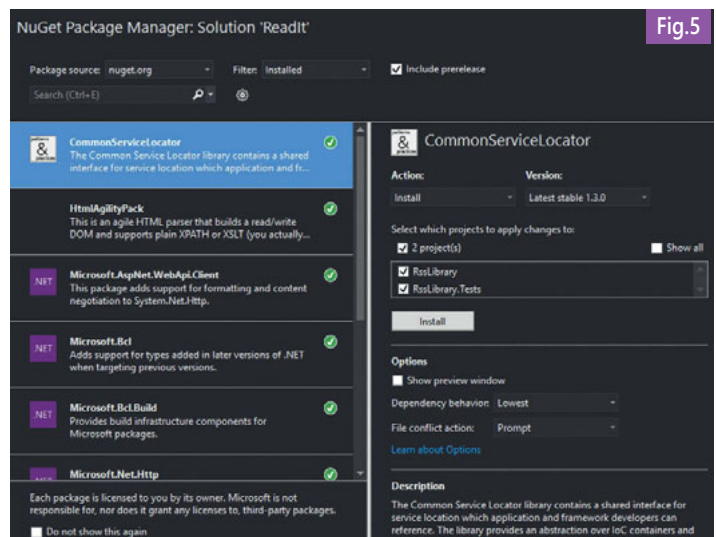 NuGet Package Manager: Solution 'ReadIt'
Fig.5
Package source: nuget.org
Filter: Installed
Include prerelease
Search (Ctrl+E)
patterns
&
practices
CommonServiceLocator
The Common Service Locator library contains a shared
interface for service location which application and fr...
HtmlAgilityPack
This is an agile HTML parser that builds a read/write
DOM and supports plain XPATH or XSLT (you actually...
.NET
Microsoft.AspNet.WebApi.Client
This package adds support for formatting and content
negotiation to System.Net.Http.
.NET
Microsoft.Bcl
Adds support for types added in later versions of .NET
when targeting previous versions.
.NET
Microsoft.Bcl.Build
Provides build infrastructure components for
Microsoft packages.
.NET
Microsoft.Net.Http
Each package is licensed to you by its owner. Microsoft is not
responsible for, nor does it grant any licenses to, third-party packages.
Do not show this again
patterns
&
practices
CommonServiceLocator
Action:
Version:
Install
Latest stable 1.3.0
Select which projects to apply changes to:
2 project(s)
Show all
RssLibrary
RssLibrary.Tests
Install
Options
Show preview window
Dependency behavior: Lowest
File conflict action: Prompt
Learn about Options
Description
The Common Service Locator library contains a shared interface for
service location which application and framework developers can
reference. The library provides an abstraction over IoC containers and